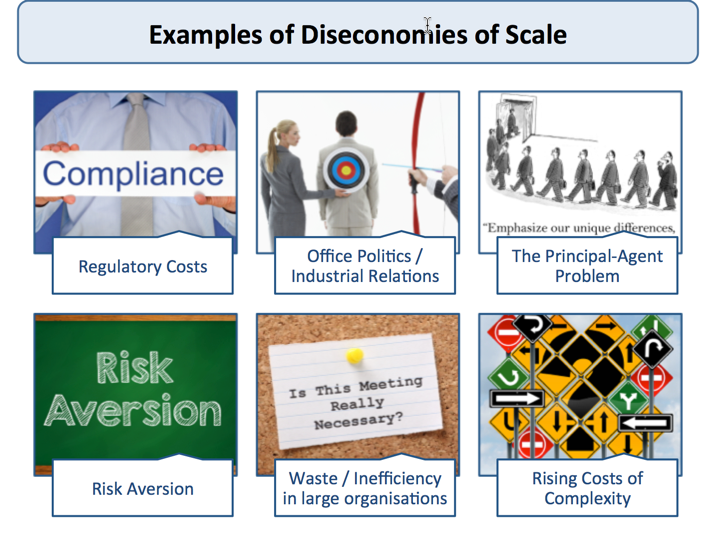 Examples of Diseconomies of Scale
Compliance
Regulatory Costs
Office Politics /
Industrial Relations
"Emphasize our unique differences,
The Principal-Agent
Problem
Risk
Aversion
Risk Aversion
Is This Meeting
Really
Necessary?
Waste / Inefficiency
in large organisations
Rising Costs of
Complexity